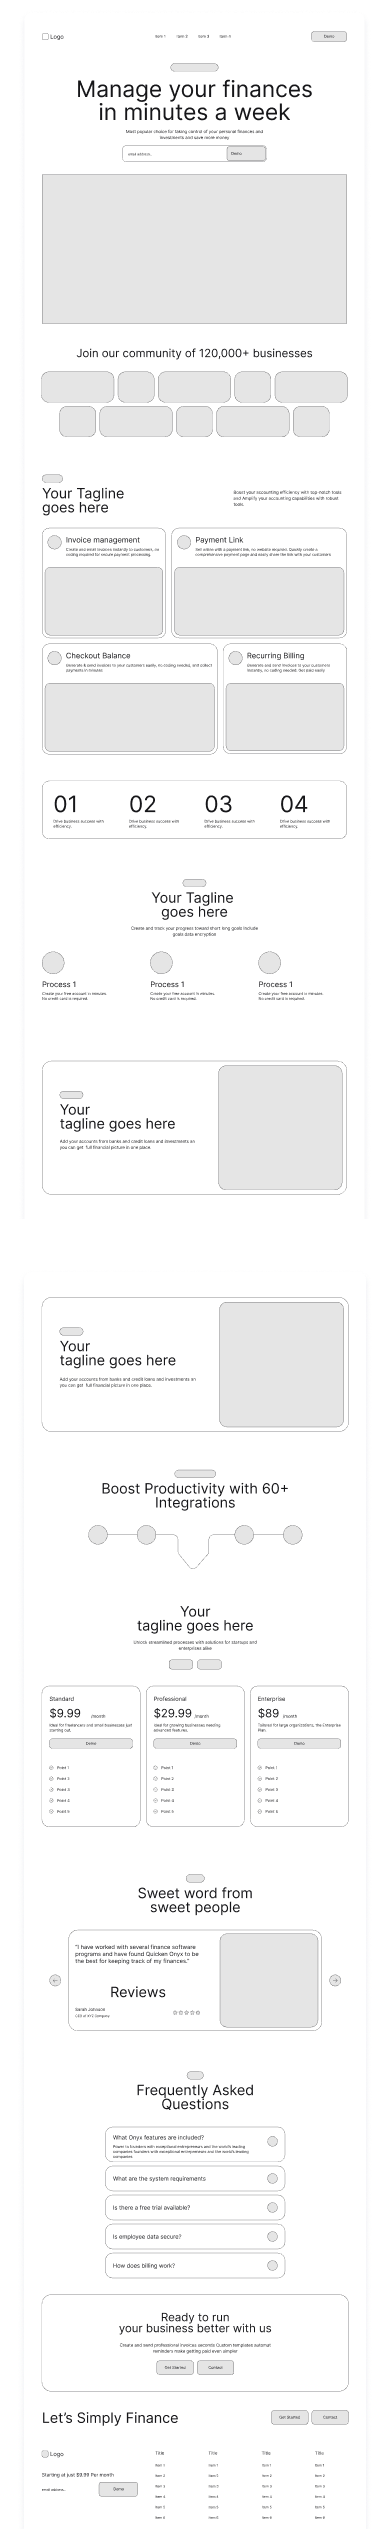 Logo
Item 1
Item 2
Item 3
Item 4
Demo
Manage your finances
in minutes a week
Most popular choice for taking control of your personal finances and
investments and save more money
email address..
Demo
Join our community of 120,000+ businesses
Your Tagline
goes here
Boost your accounting efficiency with top-notch tools
and Amplify your accounting capabilities with robust
tools.
Invoice management
Create and email invoices instantly to customers, no
coding required for secure payment processing.
Payment Link
Sell online with a payment link, no website required. Quickly create a
comprehensive payment page and easily share the link with your customers
Checkout Balance
Generate & send invoices to your customers easily, no coding needed, and collect
payments in minutes
Recurring Billing
Generate and send invoices to your customers
instantly, no coding needed. Get paid easily
01
Drive business success with
efficiency.
02
Drive business success with
efficiency.
03
Drive business success with
efficiency.
04
Drive business success with
efficiency.
Your Tagline
goes here
Create and track your progress toward short ning goals include
goals data encryption
Process 1
Create your free account in minutes.
No credit card is required.
Process 1
Create your free account in minutes.
No credit card is required.
Process 1
Create your free account in minutes.
No credit card is required.
Your
tagline goes here
Add your accounts from banks and credit loans and investments an
you can get full financial picture in one place.
Your
tagline goes here
Add your accounts from banks and credit loans and investments an
you can get full financial picture in one place.
Boost Productivity with 60+
Integrations
Your
tagline goes here
Unlock streamlined processes with solutions for startups and
enterprises alike
Standard
$9.99 /month
Ideal for freelancers and small businesses just
starting out.
Demo
Point 1
Point 2
Point 3
Point 4
Point 5
Professional
$29.99 /month
Ideal for growing businesses needing
advanced features.
Demo
Point 1
Point 2
Point 3
Point 4
Point 5
Enterprise
$89 /month
Tailored for large organizations, the Enterprise
Plan.
Demo
Point 1
Point 2
Point 3
Point 4
Point 5
Sweet word from
sweet people
"I have worked with several finance software
programs and have found Quicken Onyx to be
the best for keeping track of my finances."
Reviews
Sarah Johnson
CEO at XYZ Company
Frequently Asked
Questions
What Onyx features are included?
Power to founders with exceptional entrepreneurs and the world's leading
companies founders with exceptional entrepreneurs and the world's leading
companies
What are the system requirements
Is there a free trial available?
Is employee data secure?
How does billing work?
Ready to run
your business better with us
Create and send professional invoices seconds Custom templates automat
reminders make getting paid even simpler
Get Started
Contact
Let's Simply Finance
Get Started
Contact
Logo
Starting at just $9.99 Per month
email address..
Demo
Title
Item 1
Item 2
Item 3
Item 4
Item 5
Item 6
Title
Item 1
Item 2
Item 3
Item 4
Item 5
Item 6
Title
Item 1
Item 2
Item 3
Item 4
Item 5
Item 6
Title
Item 1
Item 2
Item 3
Item 4
Item 5
Item 6